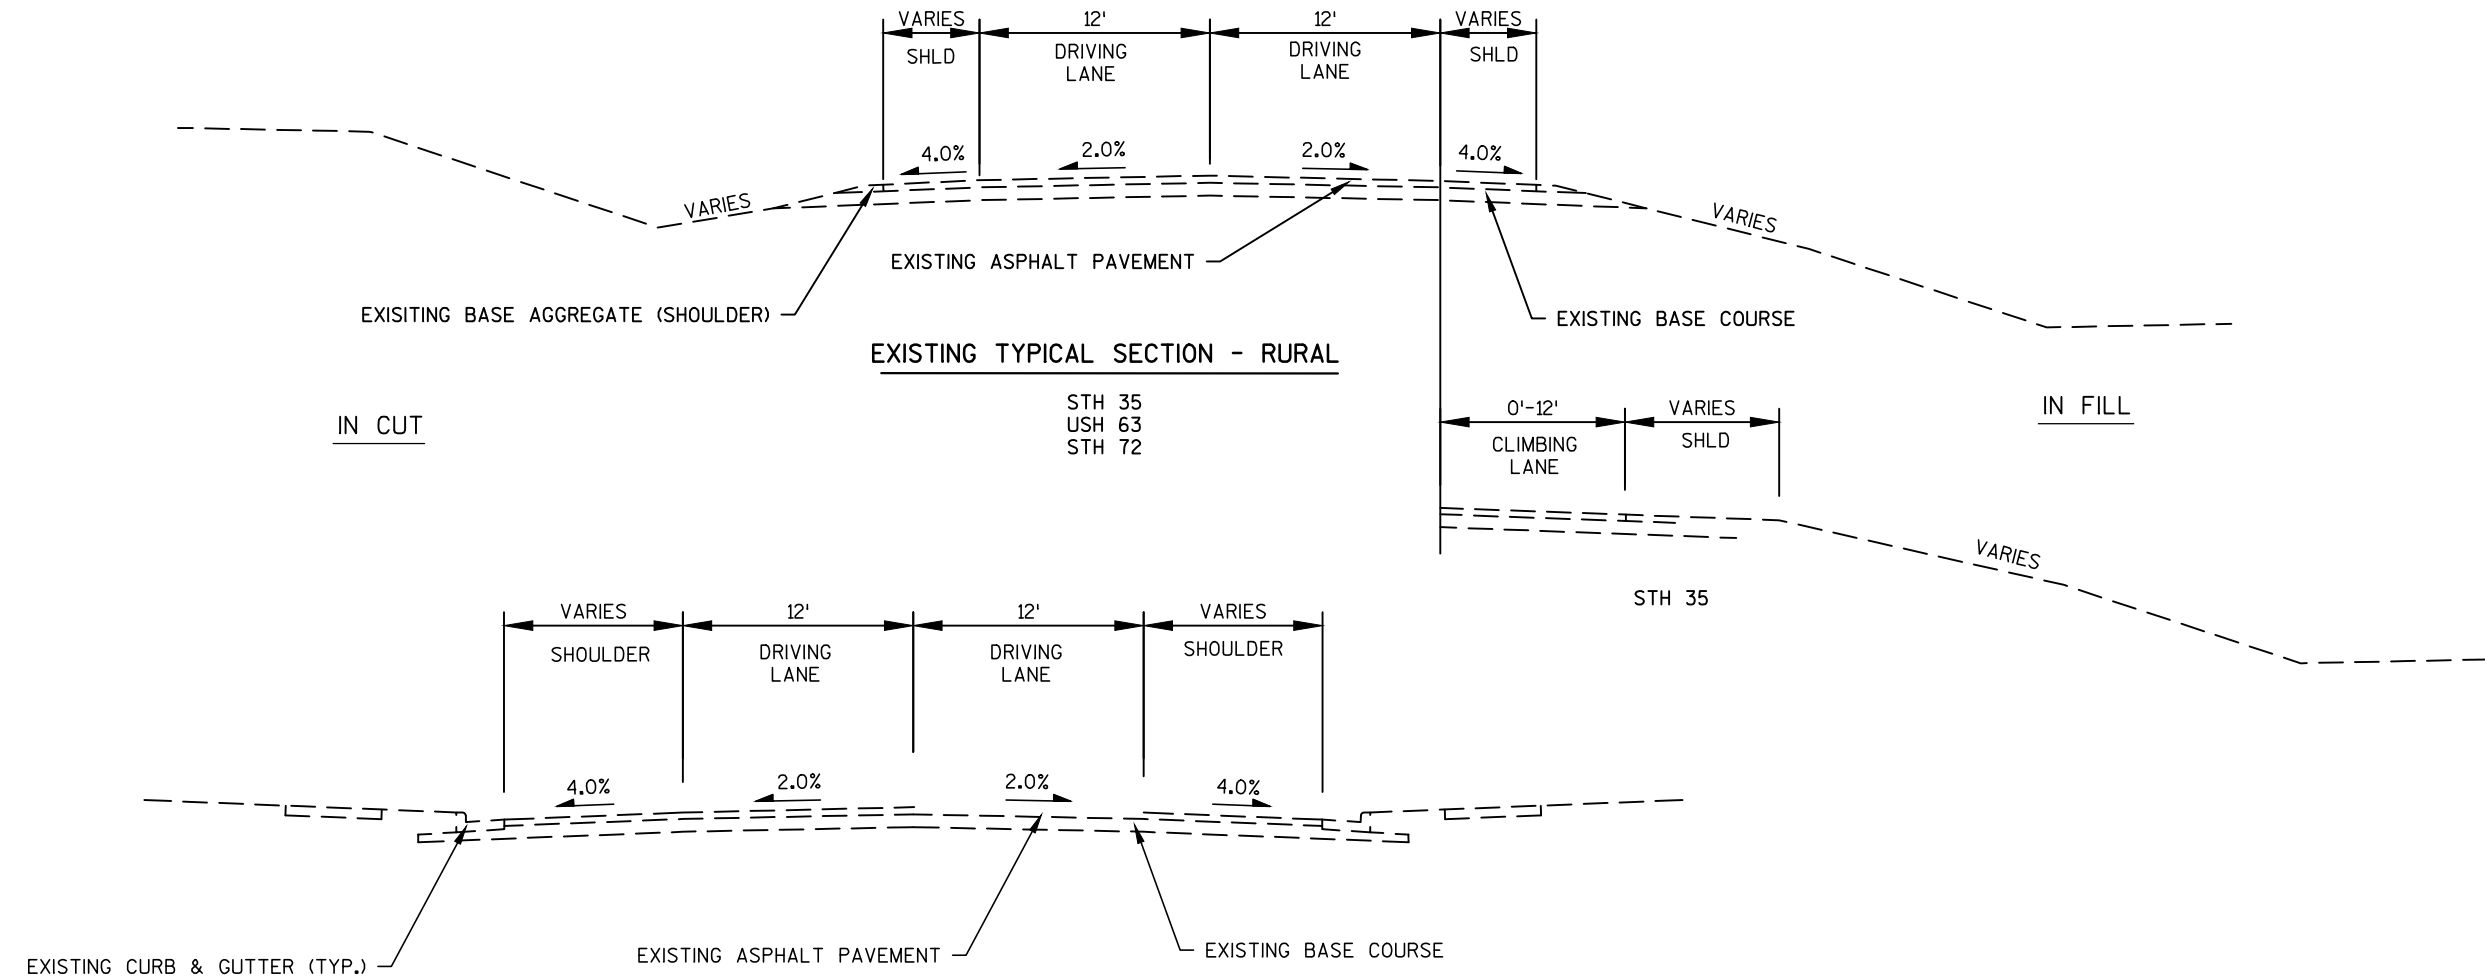 VARIES 12' 12' VARIES
SHLD DRIVING LANE DRIVING LANE SHLD
4.0% 2.0% 2.0% 4.0%
VARIES
VARIES
EXISTING ASPHALT PAVEMENT
EXISITING BASE AGGREGATE (SHOULDER)
EXISTING BASE COURSE
EXISTING TYPICAL SECTION - RURAL
STH 35
USH 63
STH 72
IN CUT
IN FILL
0'-12' VARIES
CLIMBING LANE SHLD
VARIES
STH 35
VARIES 12' 12' VARIES
SHOULDER DRIVING LANE DRIVING LANE SHOULDER
4.0% 2.0% 2.0% 4.0%
EXISTING CURB & GUTTER (TYP.)
EXISTING ASPHALT PAVEMENT
EXISTING BASE COURSE